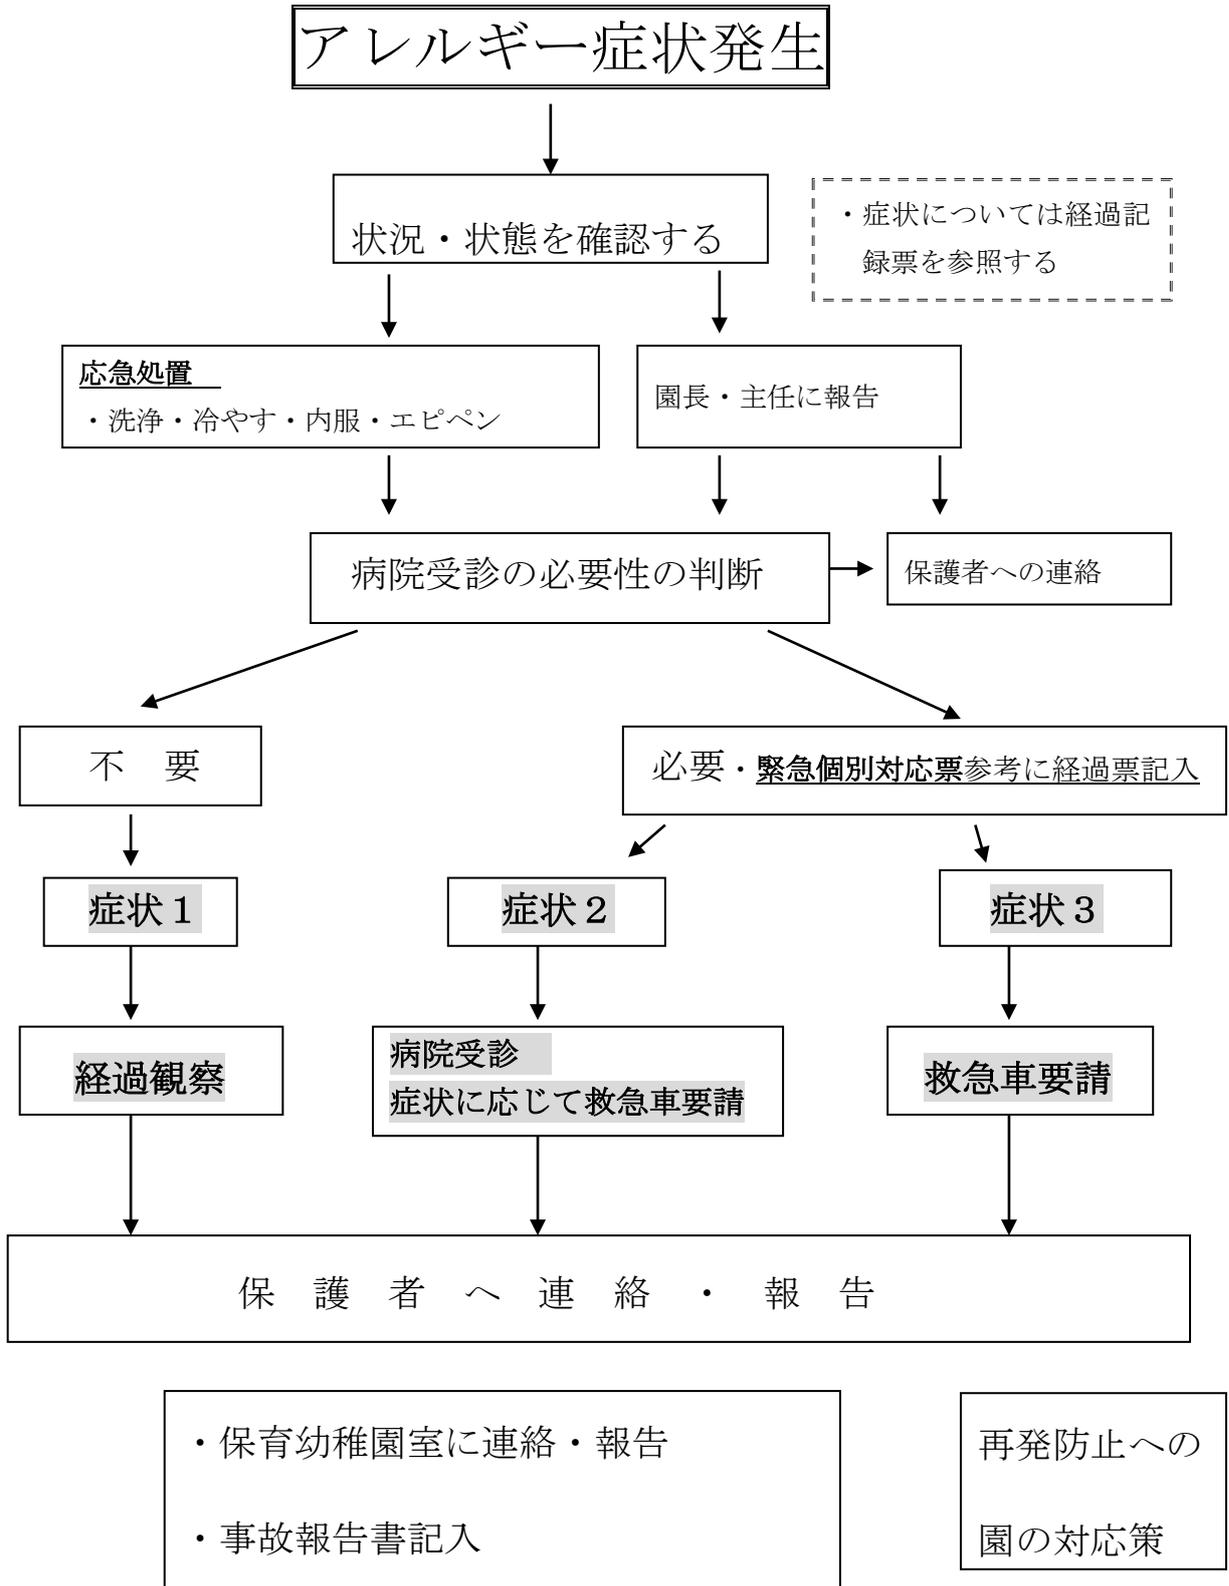 アレルギー症状発生
状況・状態を確認する
・症状については経過記
録票を参照する
応急処置
・洗浄・冷やす・内服・エピペン
園長・主任に報告
病院受診の必要性の判断
保護者への連絡
不　要
必要・緊急個別対応票参考に経過票記入
症状１
症状２
症状３
経過観察
病院受診
症状に応じて救急車要請
救急車要請
保　護　者　へ　連　絡　・　報　告
・保育幼稚園室に連絡・報告
・事故報告書記入
再発防止への
園の対応策